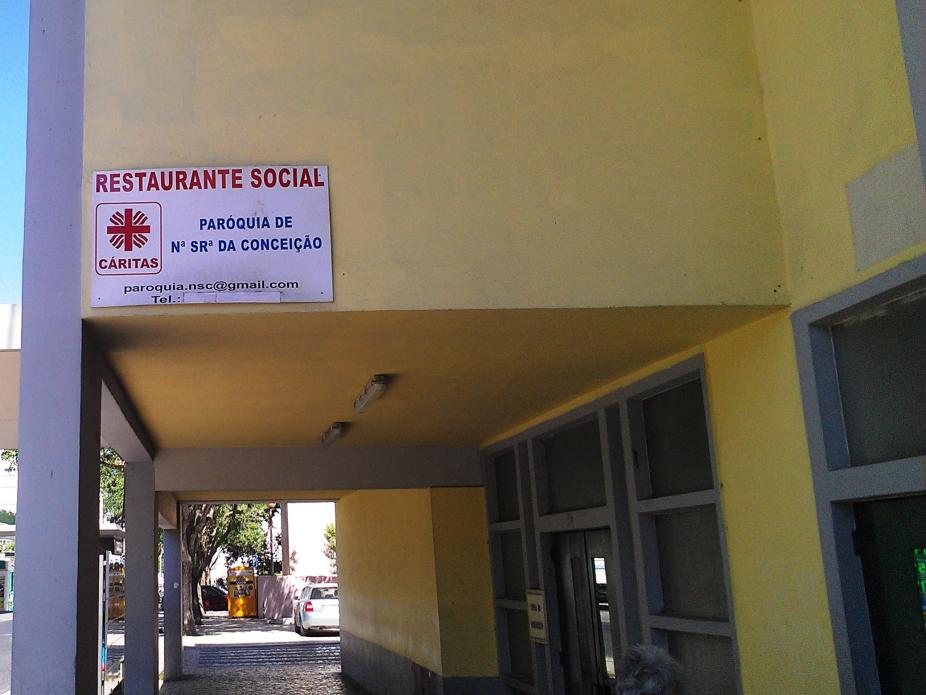 RESTAURANTE SOCIAL
PARÓQUIA DE
Nª SRª DA CONCEIÇÃO
CÁRITAS
paroquia.nsc@gmail.com
Tel.: